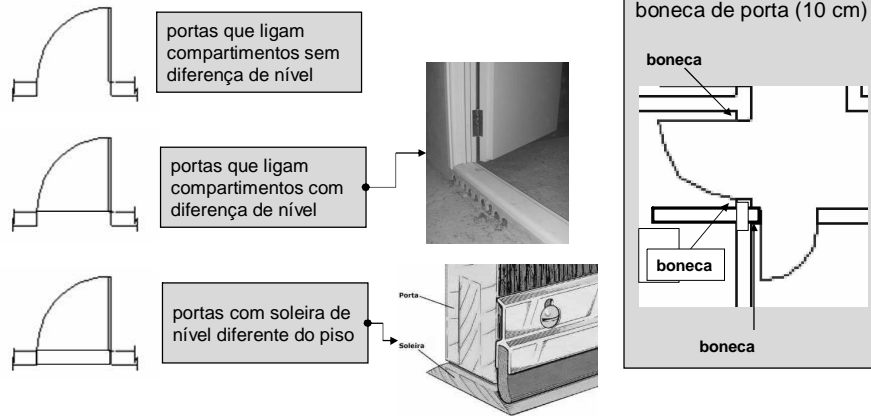 portas que ligam
compartimentos sem
diferença de nível
portas que ligam
compartimentos com
diferença de nível
portas com soleira de
nível diferente do piso
Porta
Soleira
boneca de porta (10 cm)
boneca
boneca
boneca